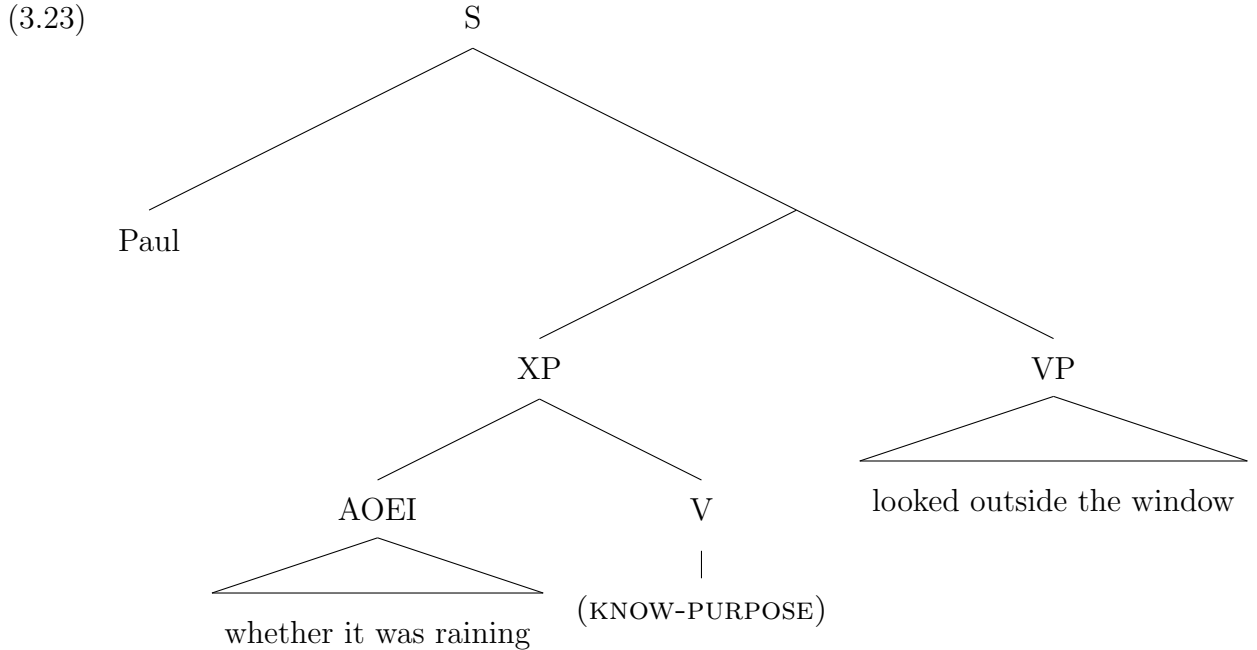 (3.23)
S
Paul
XP
VP
AOEI
V
looked outside the window
whether it was raining
(KNOW-PURPOSE)